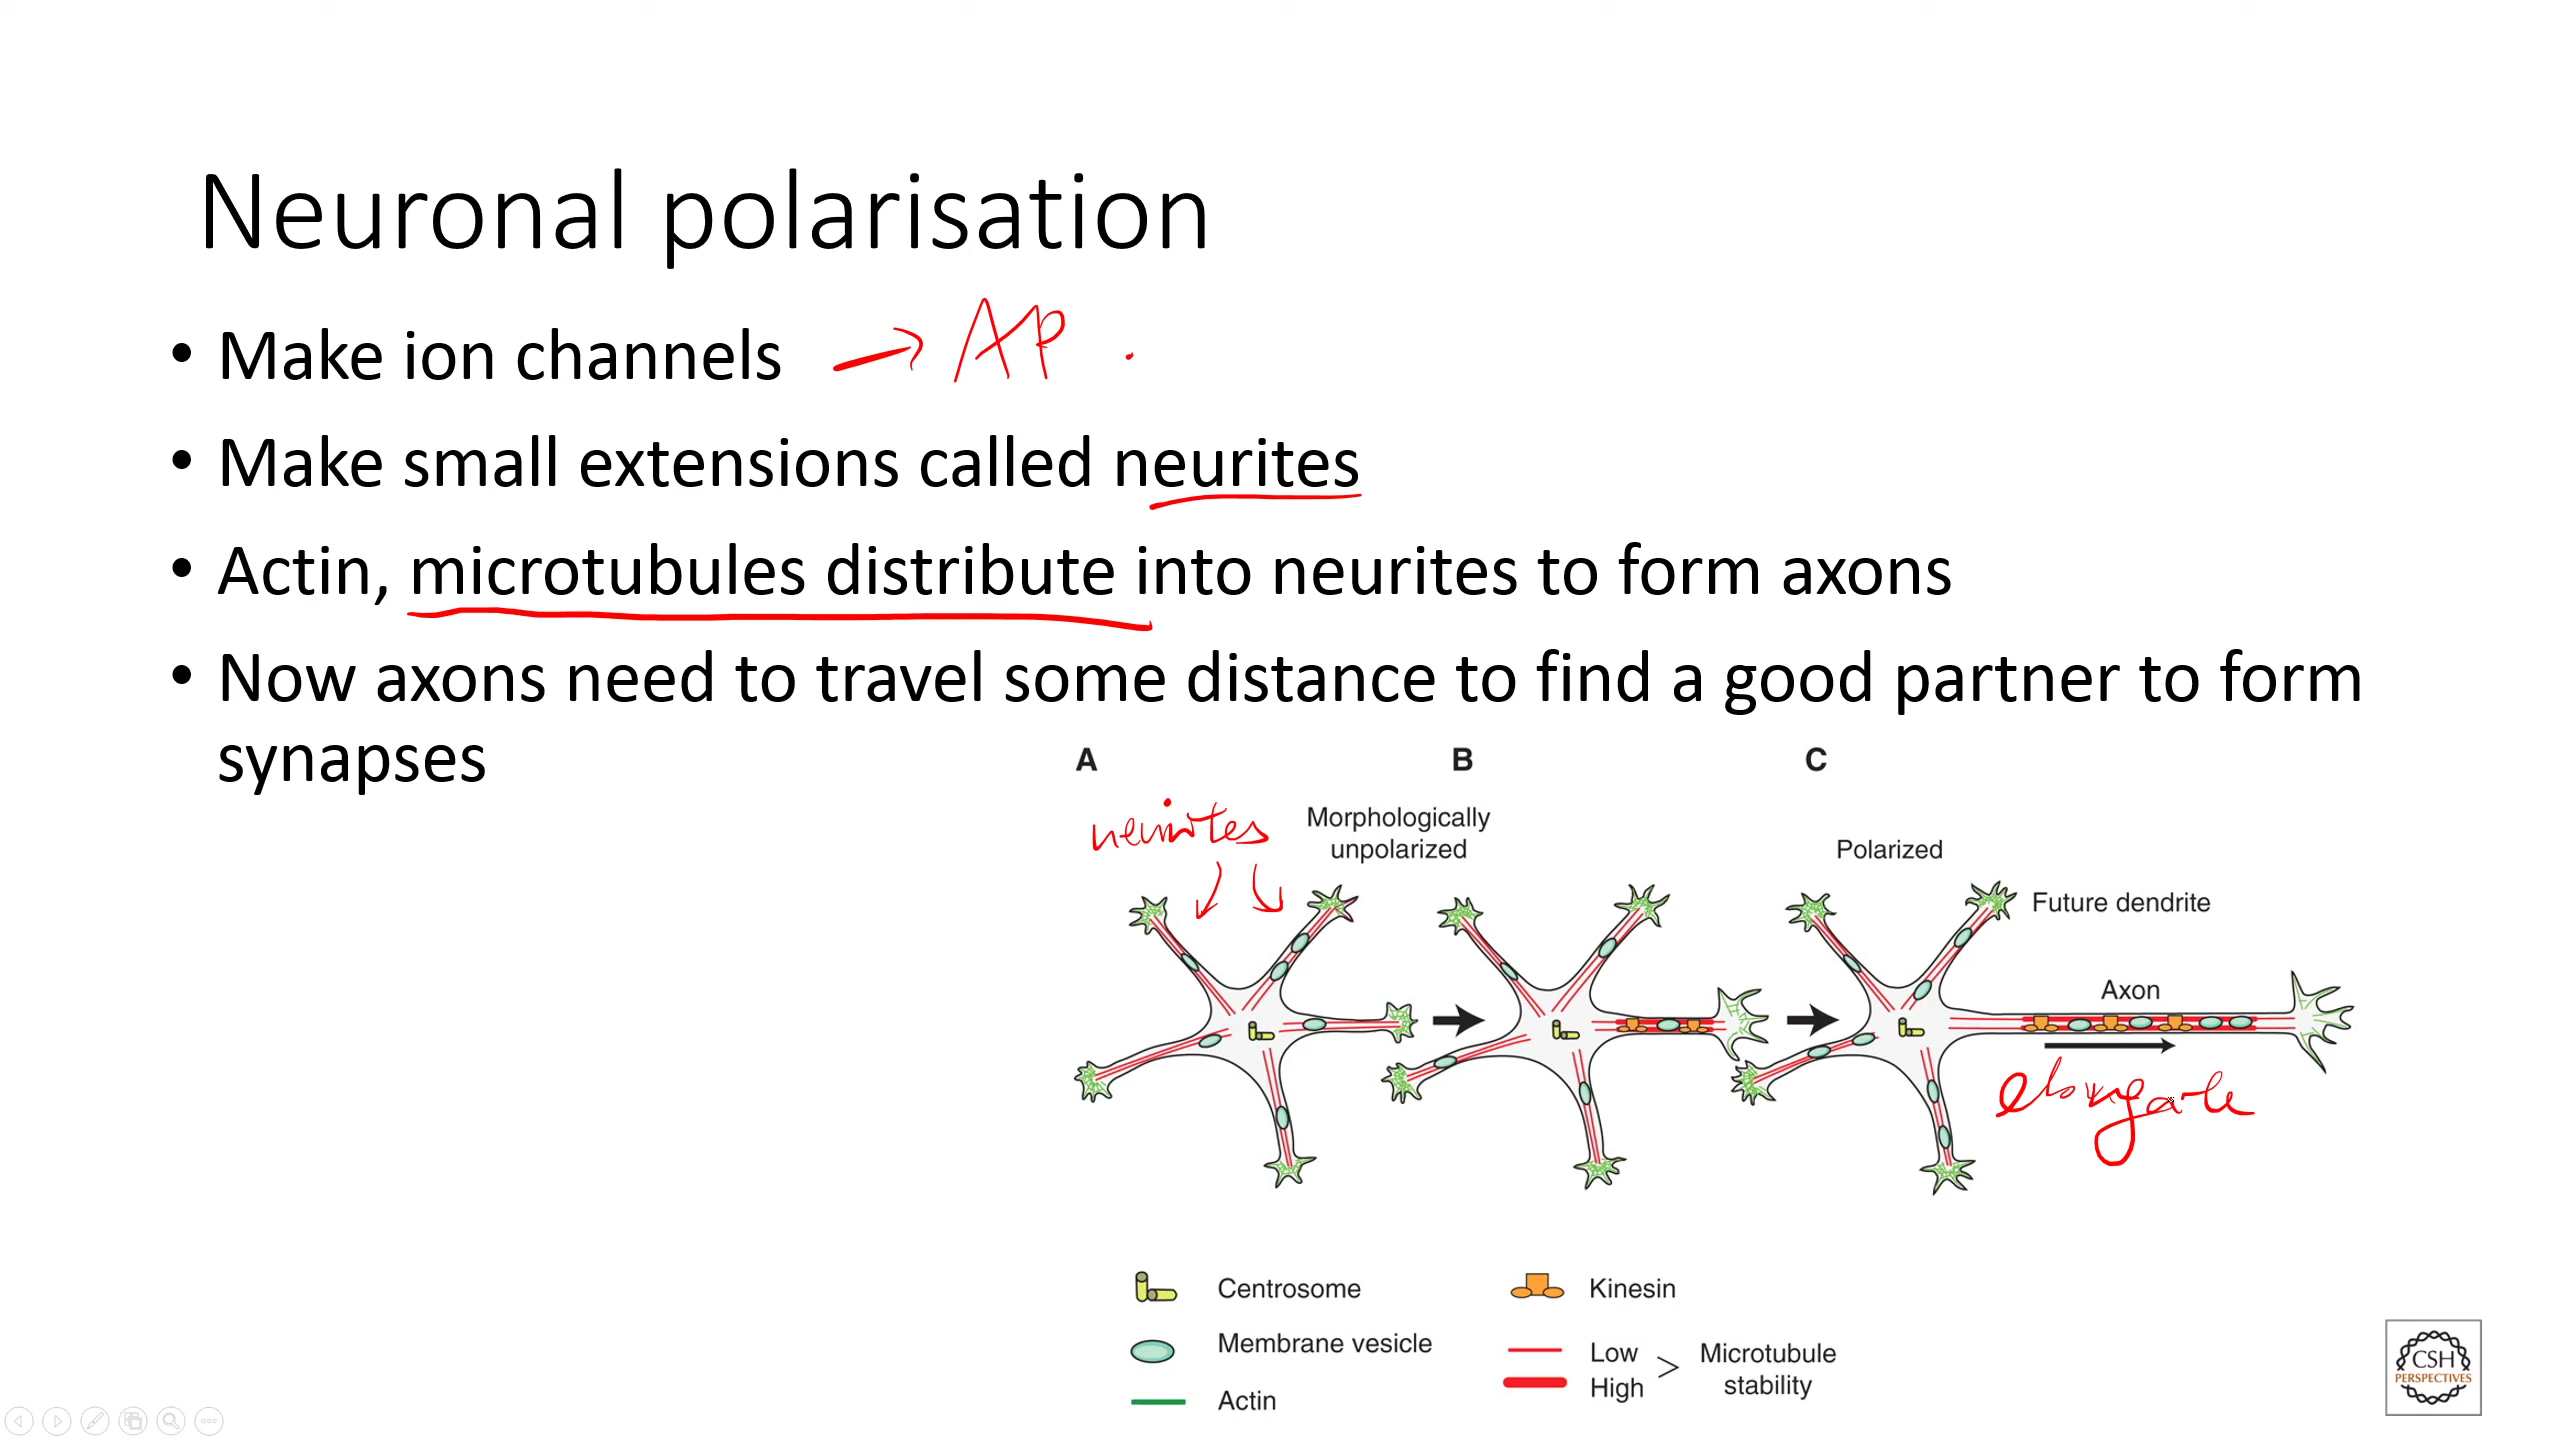 Neuronal polarisation
• Make ion channels → AP .
• Make small extensions called neurites
• Actin, microtubules distribute into neurites to form axons
• Now axons need to travel some distance to find a good partner to form
synapses
A B C
neurites
Morphologically
unpolarized
Polarized
Future dendrite
Axon
elongate
Centrosome
Membrane vesicle
Actin
Kinesin
Low
High
> Microtubule
stability
CSH
PERSPECTIVES